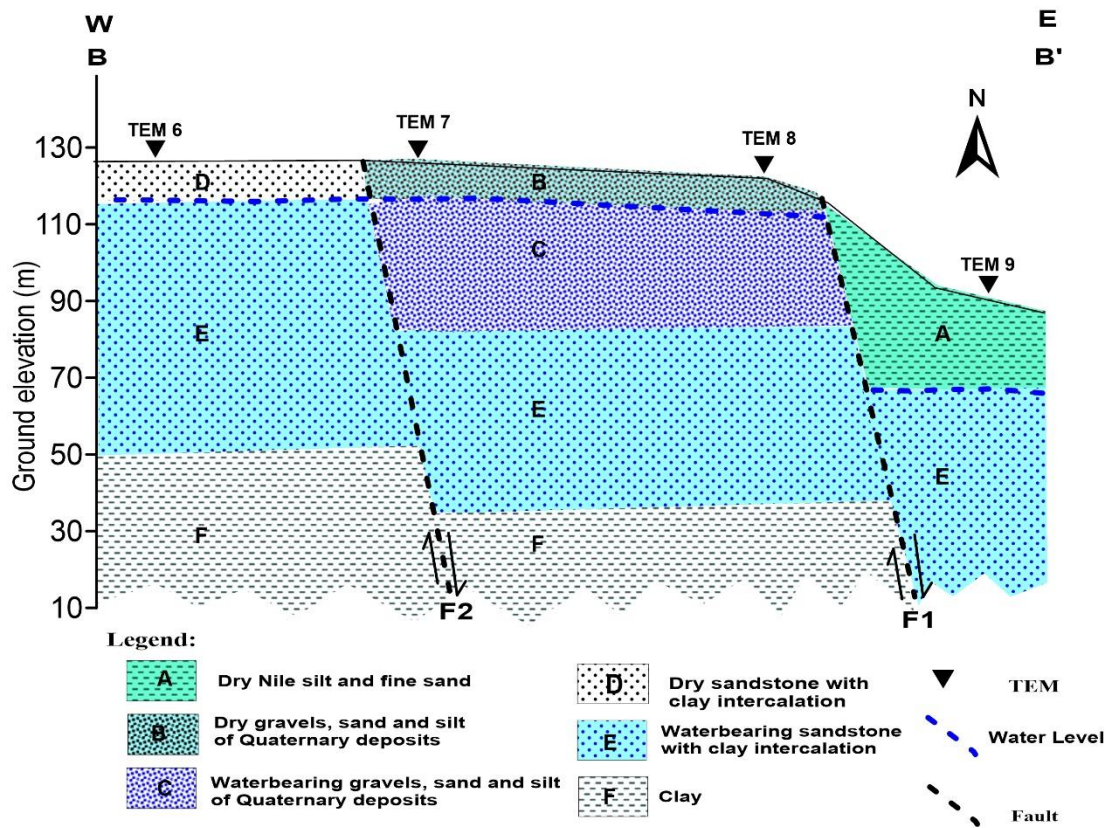 W
B
E
B'
N
TEM 6
TEM 7
TEM 8
TEM 9
Ground elevation (m)
130
110
90
70
50
30
10
D
B
C
E
E
A
E
F
F
F2
F1
Legend:
A Dry Nile silt and fine sand
B Dry gravels, sand and silt
of Quaternary deposits
C Waterbearing gravels, sand and silt
of Quaternary deposits
D Dry sandstone with
clay intercalation
E Waterbearing sandstone
with clay intercalation
F Clay
TEM
Water Level
Fault